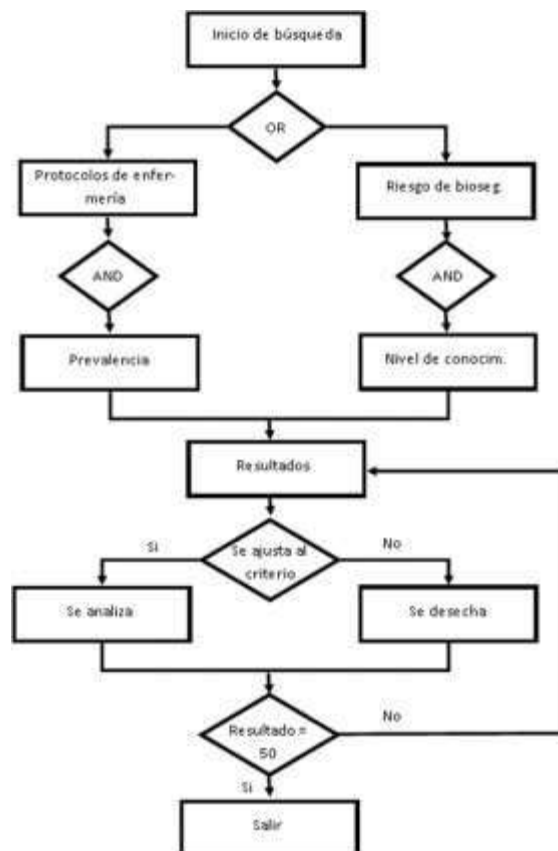 Inicio de búsqueda
OR
Protocolos de enfer-
mería
Riesgo de bioseg.
AND
AND
Prevalencia
Nivel de conocim.
Resultados
Si
Se ajusta al
criterio
No
Se analiza
Se desecha
Resultado =
50
No
Si
Salir